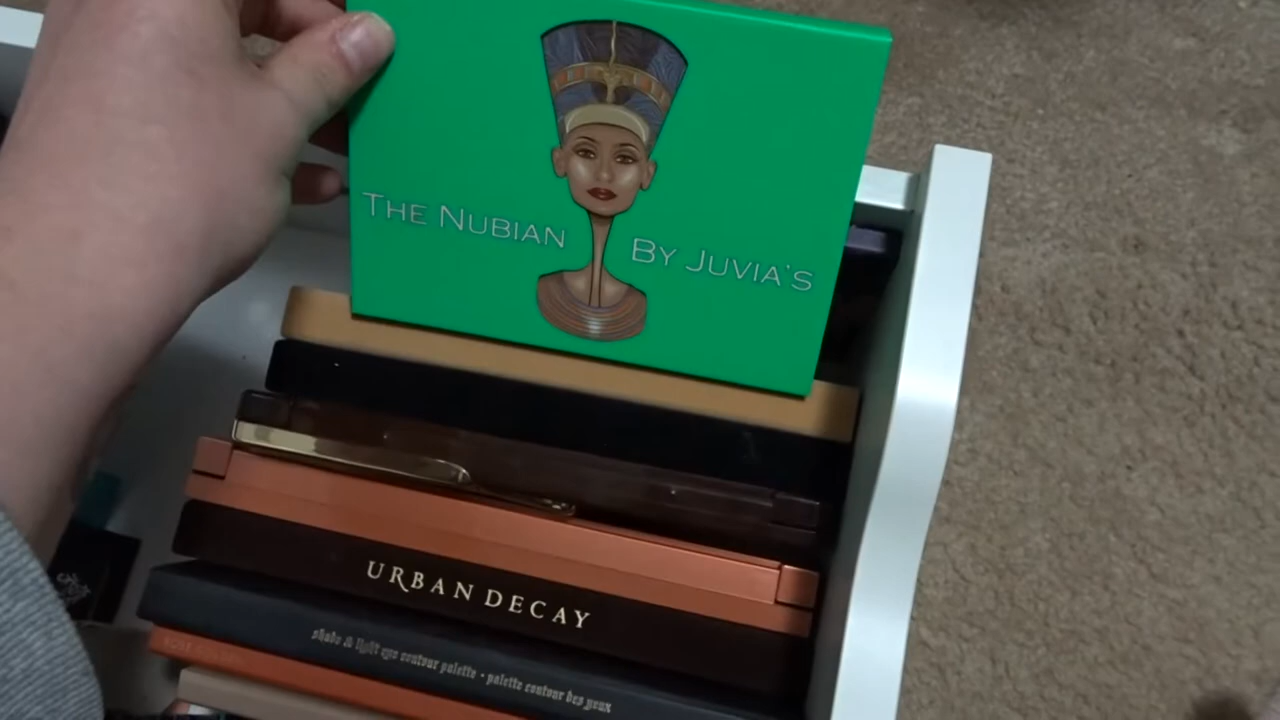 THE NUBIAN
BY JUVIA'S
URBAN DECAY
shade & light eye contour palette • palette contour des yeux